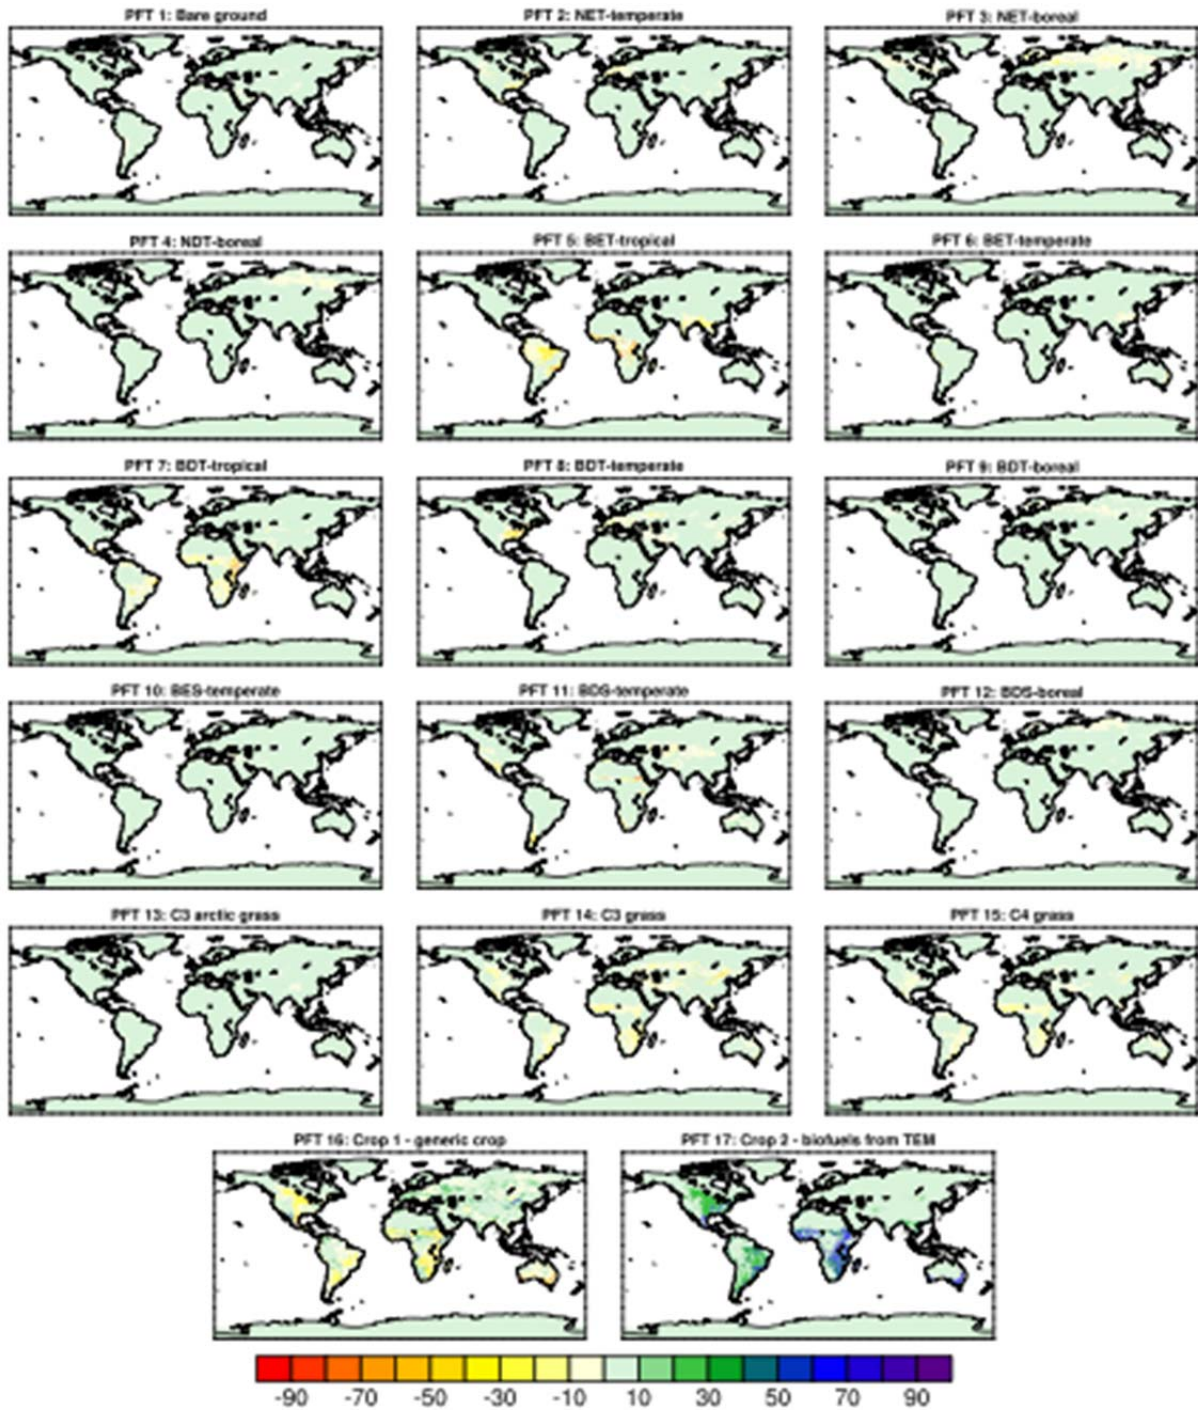 PFT 1: Bare ground
PFT 2: NET-temperate
PFT 3: NET-boreal
PFT 4: NDT-boreal
PFT 5: BET-tropical
PFT 6: BET-temperate
PFT 7: BDT-tropical
PFT 8: BDT-temperate
PFT 9: BDT-boreal
PFT 10: BES-temperate
PFT 11: BDS-temperate
PFT 12: BDS-boreal
PFT 13: C3 arctic grass
PFT 14: C3 grass
PFT 15: C4 grass
PFT 16: Crop 1 - generic crop
PFT 17: Crop 2 - biofuels from TEM
-90 -70 -50 -30 -10 10 30 50 70 90